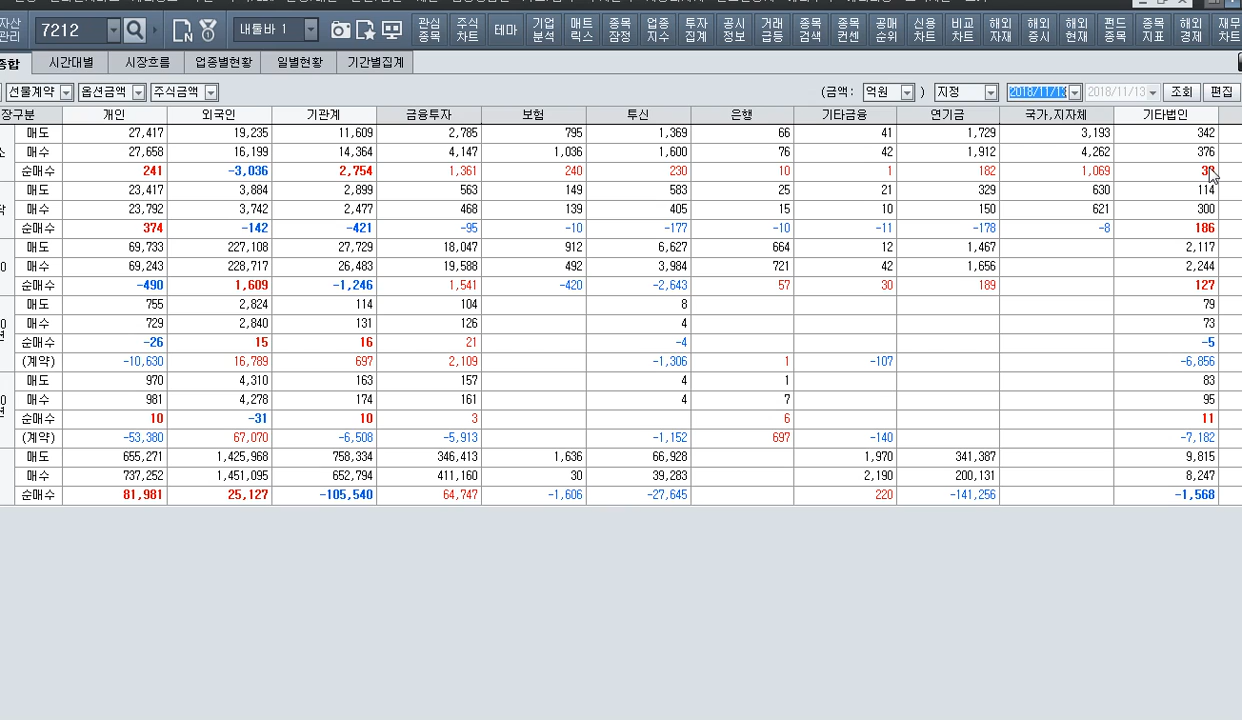 자산 관리 7212 내툴바 1 관심 종목 주식 차트 테마 기업 분석 매트 릭스 종목 잠정 업종 지수 투자 집계 공시 정보 거래 급등 종목 검색 종목 컨센 공매 순위 신용 차트 비교 차트 해외 자재 해외 증시 해외 현재 펀드 종목 종목 지표 해외 경제 재무 차트
종합 시간대별 시장흐름 업종별현황 일별현황 기간별집계
선물계약 옵션금액 주식금액 (금액: 억원 ) 지정 2018/11/13 2018/11/13 조회 편집
장구분 개인 외국인 기관계 금융투자 보험 투신 은행 기타금융 연기금 국가,지자체 기타법인
매도 27,417 19,235 11,609 2,785 795 1,369 66 41 1,729 3,193 342
소 매수 27,658 16,199 14,364 4,147 1,036 1,600 76 42 1,912 4,262 376
순매수 241 -3,036 2,754 1,361 240 230 10 1 182 1,069
매도 23,417 3,884 2,899 563 149 583 25 21 329 630 114
닥 매수 23,792 3,742 2,477 468 139 405 15 10 150 621 300
순매수 374 -142 -421 -95 -10 -177 -10 -11 -178 -8 186
매도 69,733 227,108 27,729 18,047 912 6,627 664 12 1,467 2,117
0 매수 69,243 228,717 26,483 19,588 492 3,984 721 42 1,656 2,244
순매수 -490 1,609 -1,246 1,541 -420 -2,643 57 30 189 127
매도 755 2,824 114 104 8 79
0 매수 729 2,840 131 126 4 73
순매수 -26 15 16 21 -4 -5
(계약) -10,630 16,789 697 2,109 -1,306 1 -107 -6,856
매도 970 4,310 163 157 4 1 83
0 매수 981 4,278 174 161 4 7 95
순매수 10 -31 10 3 6 11
(계약) -53,380 67,070 -6,508 -5,913 -1,152 697 -140 -7,182
매도 655,271 1,425,968 758,334 346,413 1,636 66,928 1,970 341,387 9,815
매수 737,252 1,451,095 652,794 411,160 30 39,283 2,190 200,131 8,247
순매수 81,981 25,127 -105,540 64,747 -1,606 -27,645 220 -141,256 -1,568